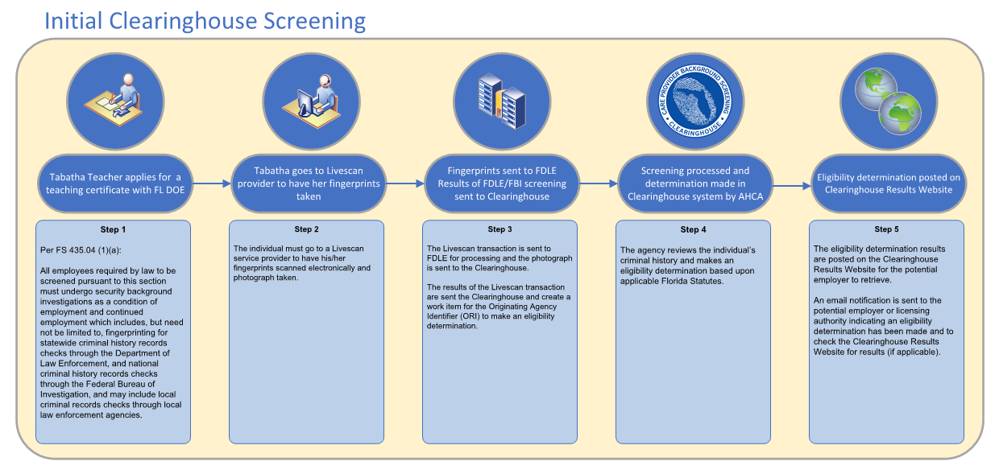 Initial Clearinghouse Screening
CARE PROVIDER BACKGROUND SCREENING
• CLEARINGHOUSE •
Tabatha Teacher applies for a
teaching certificate with FL DOE
Tabatha goes to Livescan
provider to have her fingerprints
taken
Fingerprints sent to FDLE
Results of FDLE/FBI screening
sent to Clearinghouse
Screening processed and
determination made in
Clearinghouse system by AHCA
Eligibility determination posted on
Clearinghouse Results Website
Step 1
Per FS 435.04 (1)(a):
All employees required by law to be
screened pursuant to this section
must undergo security background
investigations as a condition of
employment and continued
employment which includes, but need
not be limited to, fingerprinting for
statewide criminal history records
checks through the Department of
Law Enforcement, and national
criminal history records checks
through the Federal Bureau of
Investigation, and may include local
criminal records checks through local
law enforcement agencies.
Step 2
The individual must go to a Livescan
service provider to have his/her
fingerprints scanned electronically and
photograph taken.
Step 3
The Livescan transaction is sent to
FDLE for processing and the photograph
is sent to the Clearinghouse.
The results of the Livescan transaction
are sent the Clearinghouse and create a
work item for the Originating Agency
Identifier (ORI) to make an eligibility
determination.
Step 4
The agency reviews the individual's
criminal history and makes an
eligibility determination based upon
applicable Florida Statutes.
Step 5
The eligibility determination results
are posted on the Clearinghouse
Results Website for the potential
employer to retrieve.
An email notification is sent to the
potential employer or licensing
authority indicating an eligibility
determination has been made and to
check the Clearinghouse Results
Website for results (if applicable).